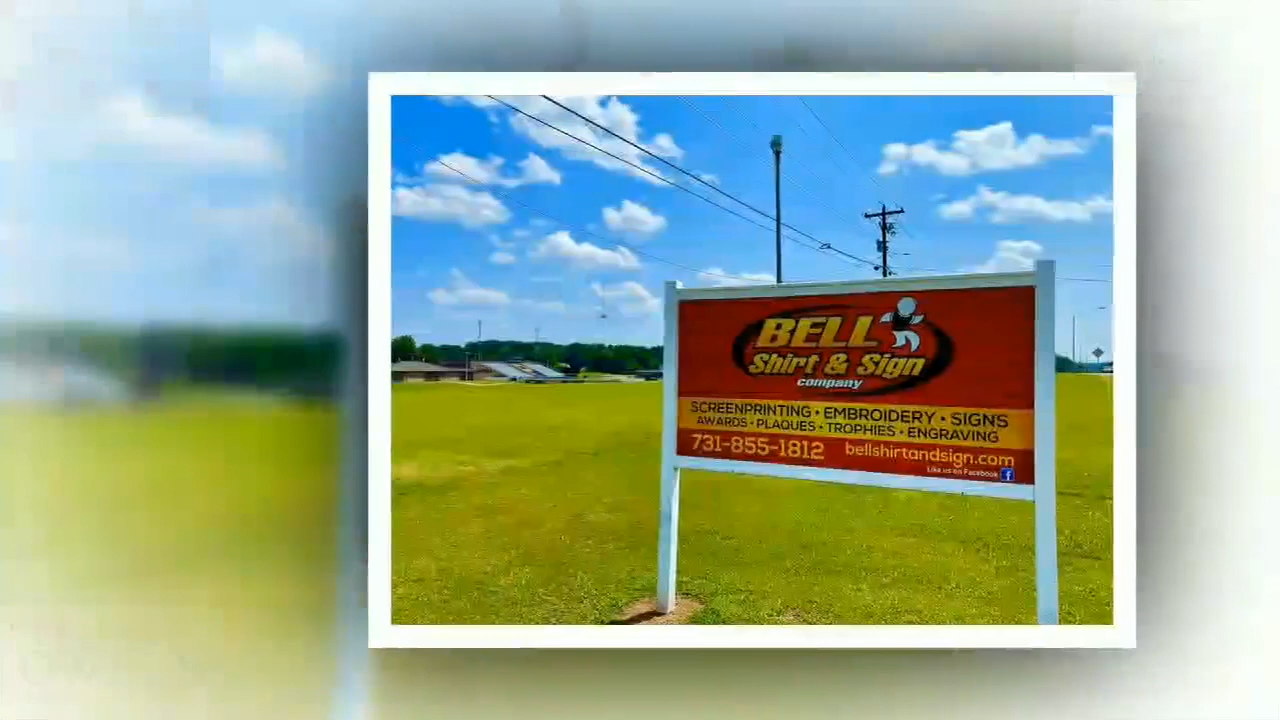 BELL
Shirt & Sign
company
SCREENPRINTING • EMBROIDERY • SIGNS
AWARDS • PLAQUES • TROPHIES • ENGRAVING
731-855-1812 bellshirtandsign.com
Like us on Facebook f